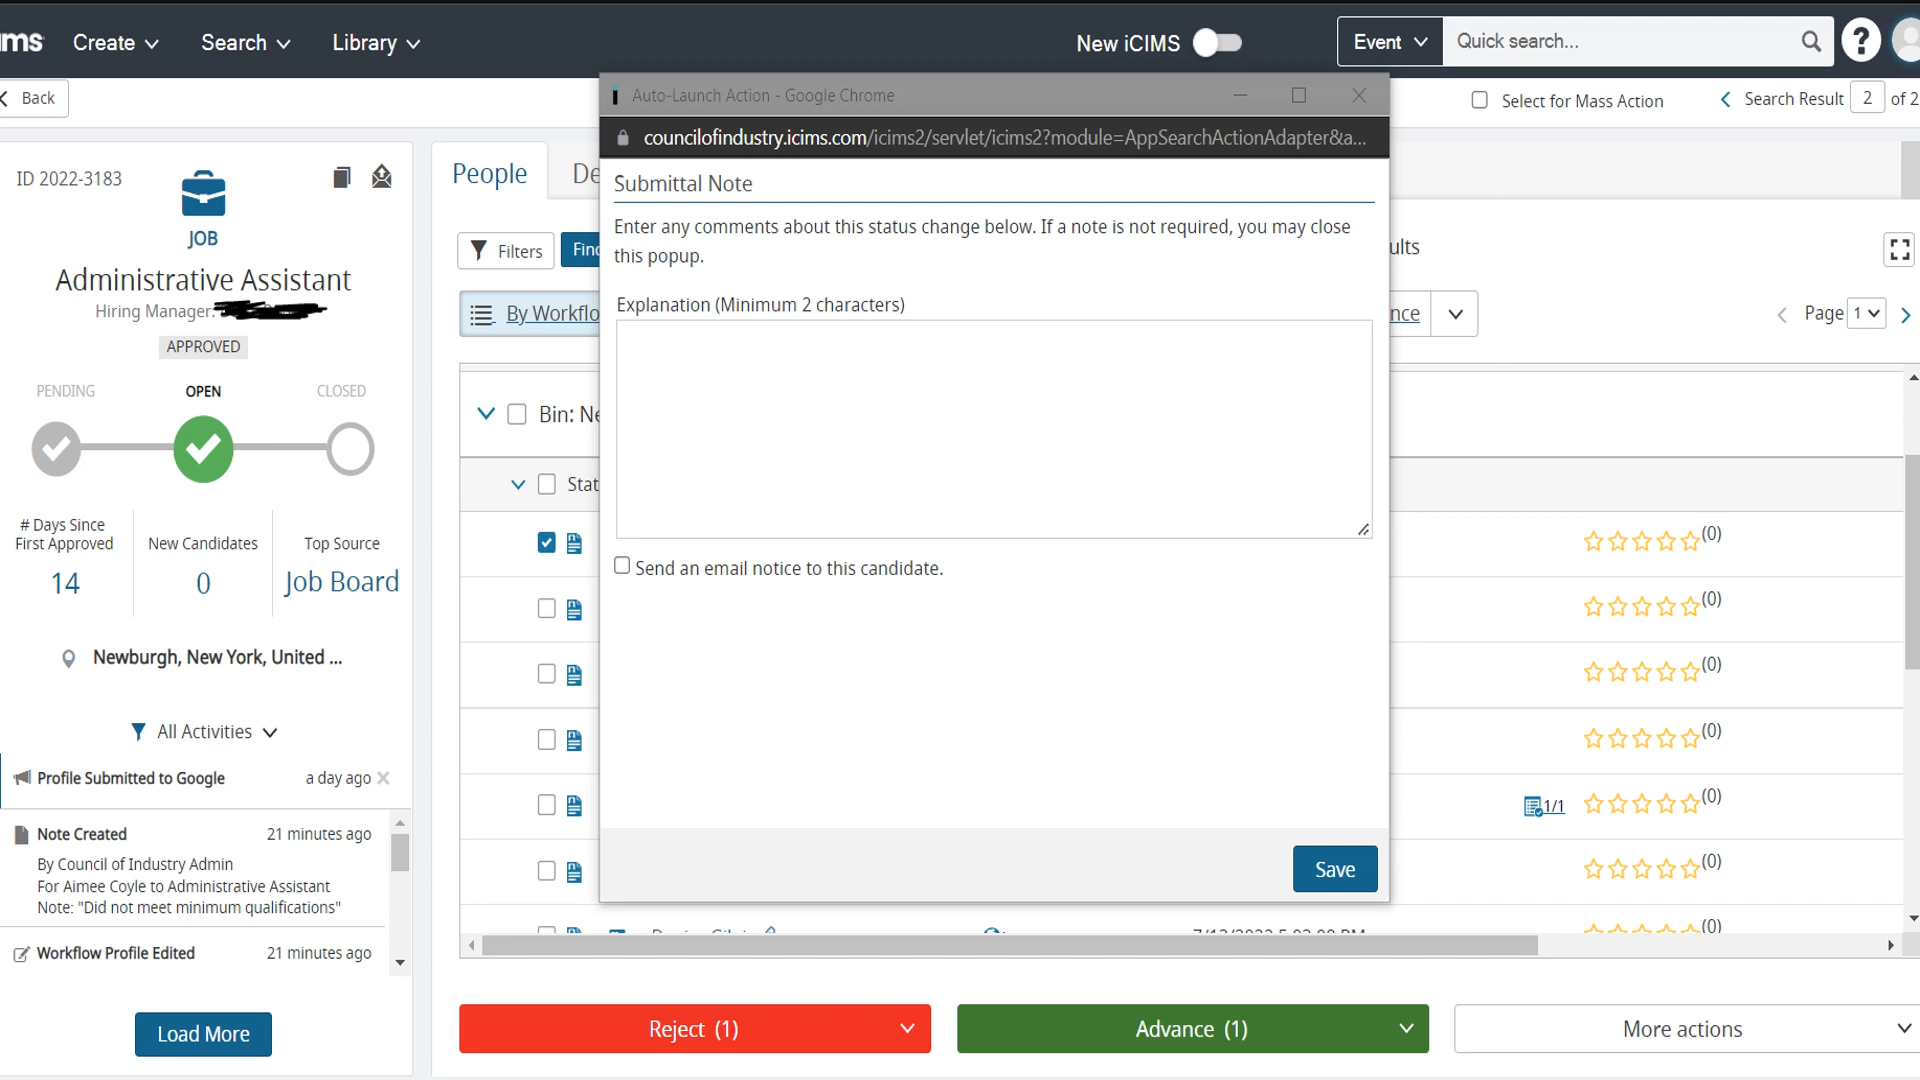 ims Create Search Library New iCIMS Event Quick search... ?
Back
Select for Mass Action Search Result 2 of 2
Auto-Launch Action - Google Chrome
councilofindustry.icims.com/icims2/servlet/icims2?module=AppSearchActionAdapter&a...
Submittal Note
Enter any comments about this status change below. If a note is not required, you may close
this popup.
Explanation (Minimum 2 characters)
Send an email notice to this candidate.
Save
ID 2022-3183
JOB
Administrative Assistant
Hiring Manager:
APPROVED
PENDING OPEN CLOSED
# Days Since
First Approved
14
New Candidates
0
Top Source
Job Board
Newburgh, New York, United ...
All Activities
Profile Submitted to Google a day ago
Note Created 21 minutes ago
By Council of Industry Admin
For Aimee Coyle to Administrative Assistant
Note: "Did not meet minimum qualifications"
Workflow Profile Edited 21 minutes ago
Load More
People De
Filters Find
ults
By Workflo nce Page 1
Bin: Ne
Stat
(0)
(0)
(0)
(0)
1/1 (0)
(0)
(0)
Reject (1) Advance (1) More actions